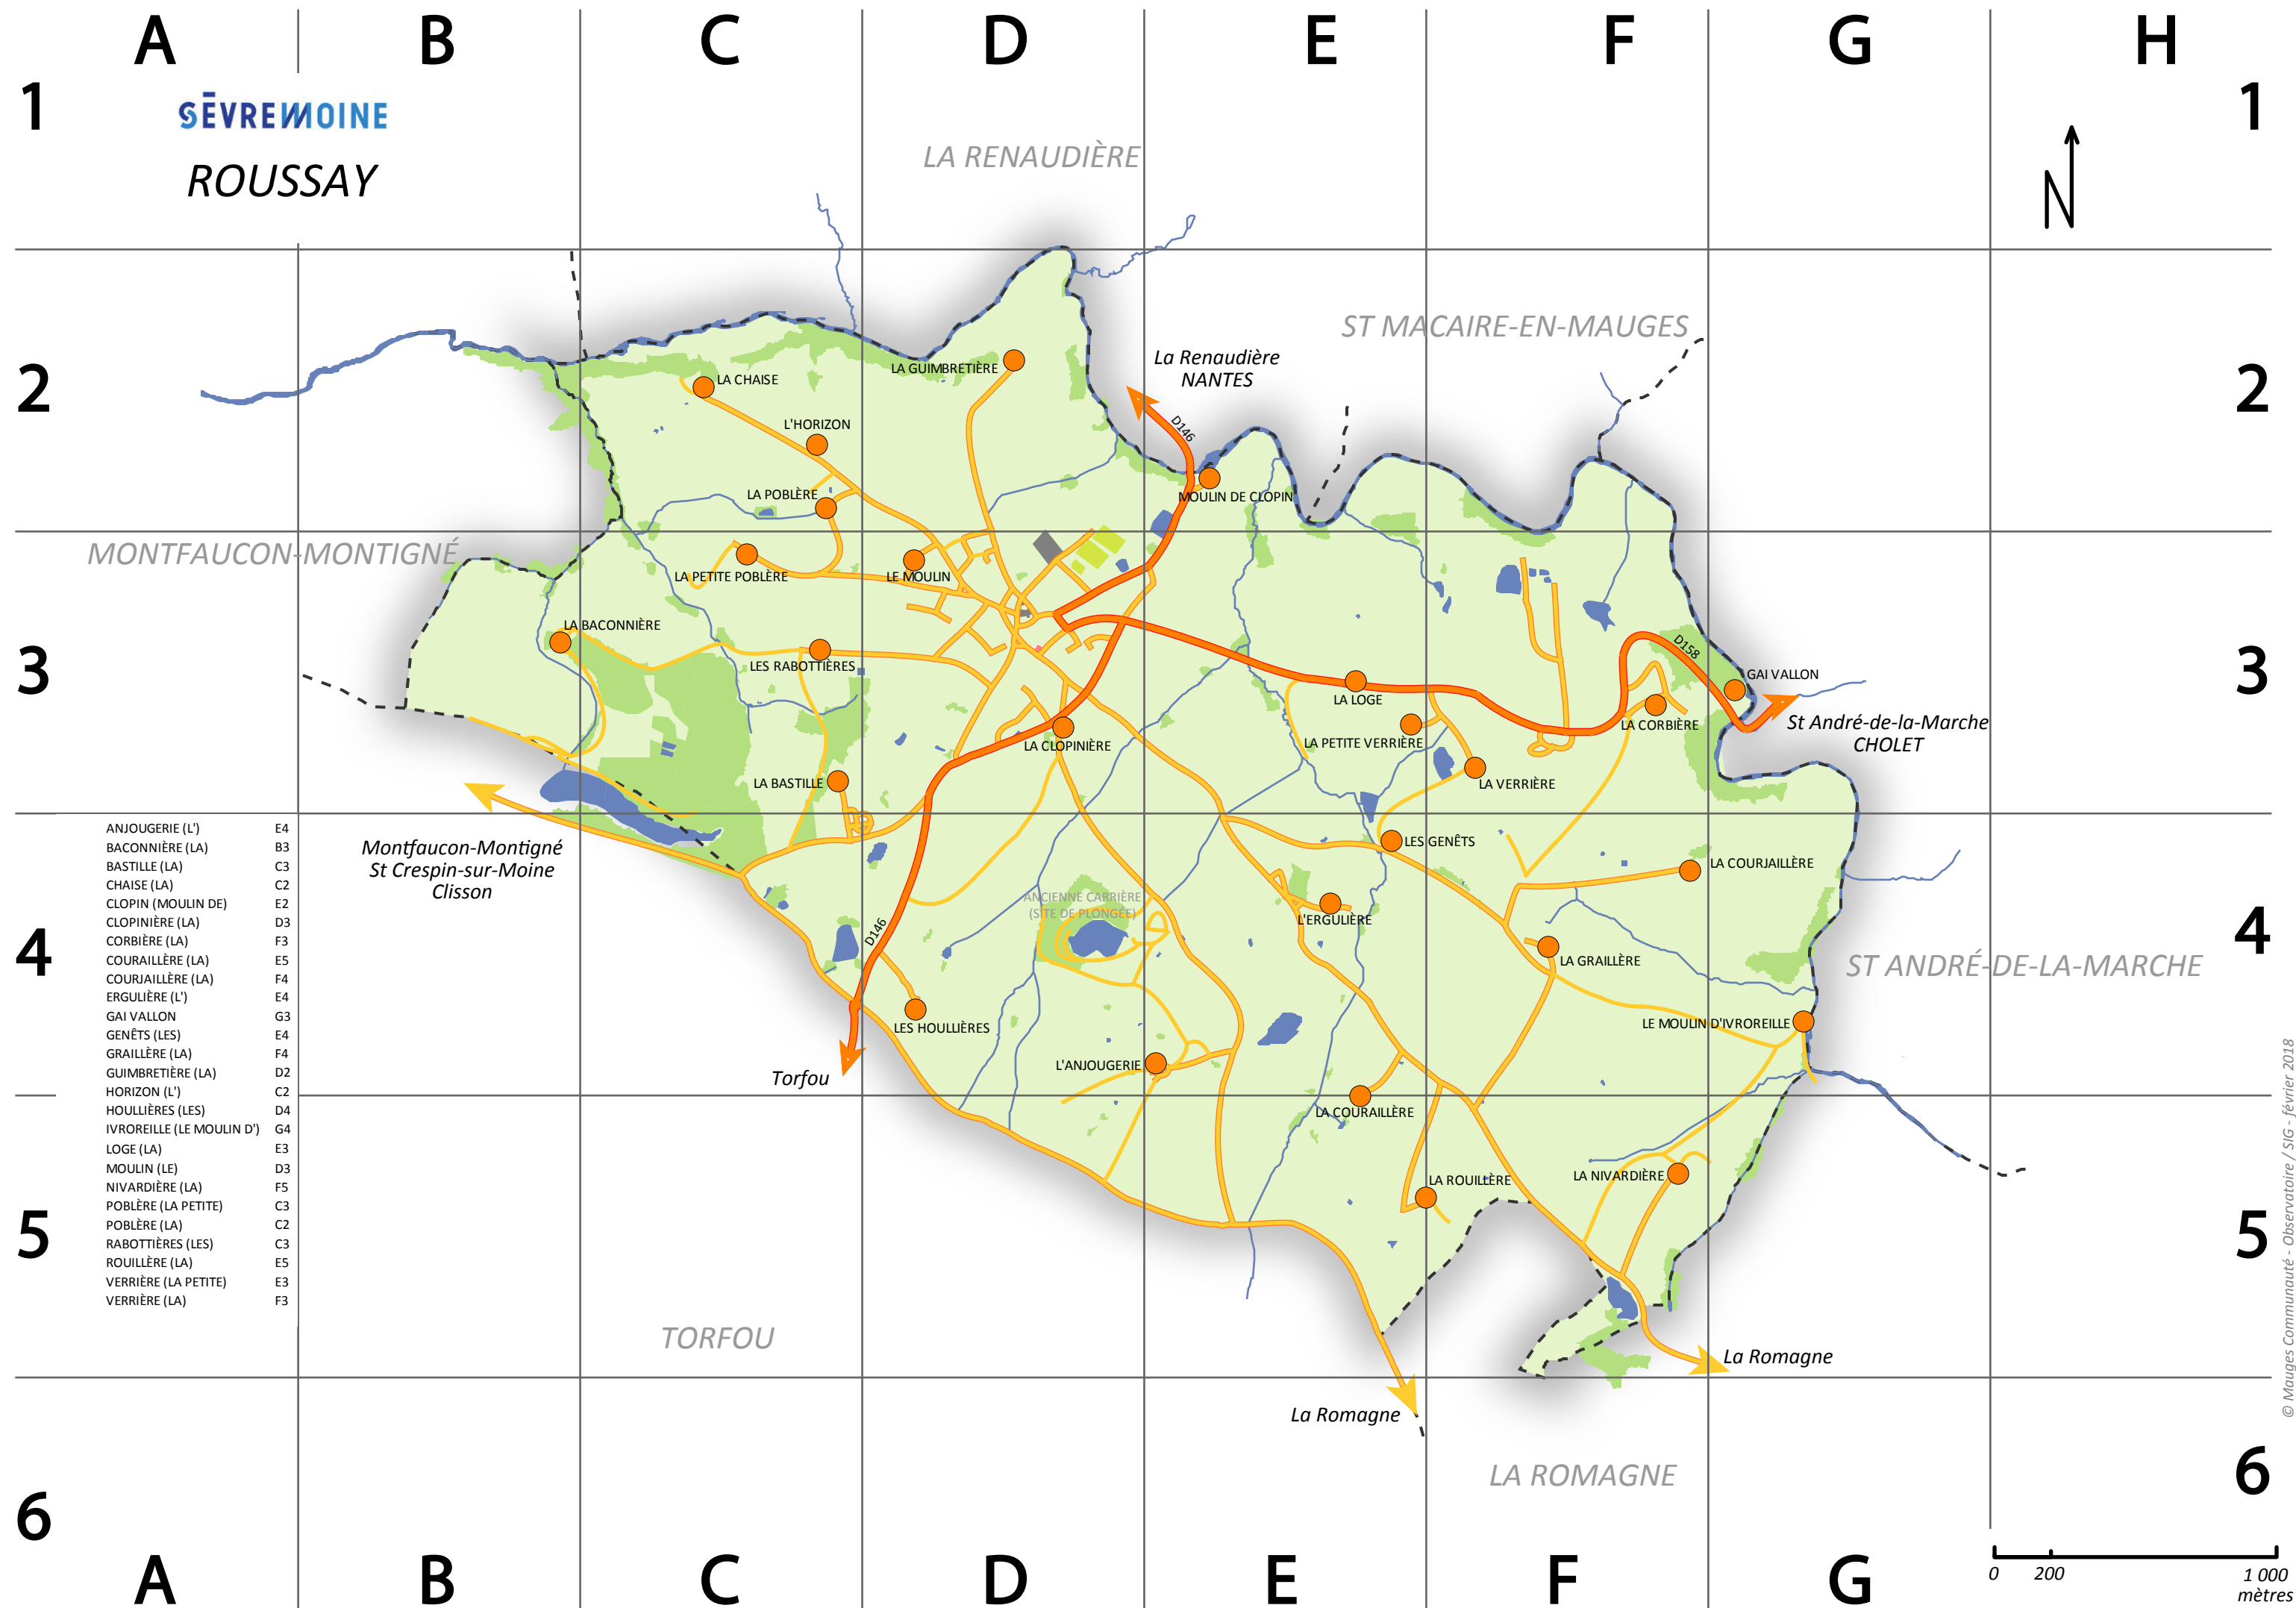 A B C D E F G H
1 1
SÈVREMOINE
ROUSSAY
LA RENAUDIÈRE
N
ST MACAIRE-EN-MAUGES
2 2
La Renaudière
NANTES
LA GUIMBRETIÈRE
LA CHAISE
D146
L'HORIZON
LA POBLÈRE
MOULIN DE CLOPIN
MONTFAUCON-MONTIGNÉ
LA PETITE POBLÈRE
LE MOULIN
LA BACONNIÈRE
D158
3 3
LES RABOTTIÈRES
GAI VALLON
LA LOGE
LA CORBIÈRE
St André-de-la-Marche
CHOLET
LA PETITE VERRIÈRE
LA CLOPINIÈRE
LA BASTILLE
LA VERRIÈRE
ANJOUGERIE (L') E4
BACONNIÈRE (LA) B3
BASTILLE (LA) C3
CHAISE (LA) C2
CLOPIN (MOULIN DE) E2
CLOPINIÈRE (LA) D3
CORBIÈRE (LA) F3
COURAILLÈRE (LA) E5
COURJAILLÈRE (LA) F4
ERGULIÈRE (L') E4
GAI VALLON G3
GENÊTS (LES) E4
GRAILLÈRE (LA) F4
GUIMBRETIÈRE (LA) D2
HORIZON (L') C2
HOULLIÈRES (LES) D4
IVROREILLE (LE MOULIN D') G4
LOGE (LA) E3
MOULIN (LE) D3
NIVARDIÈRE (LA) F5
POBLÈRE (LA PETITE) C3
POBLÈRE (LA) C2
RABOTTIÈRES (LES) C3
ROUILLÈRE (LA) E5
VERRIÈRE (LA PETITE) E3
VERRIÈRE (LA) F3
Montfaucon-Montigné
St Crespin-sur-Moine
Clisson
LES GENÊTS
LA COURJAILLÈRE
ANCIENNE CARRIÈRE
(SITE DE PLONGÉE)
L'ERGULIÈRE
D146
4 4
LA GRAILLÈRE
ST ANDRÉ-DE-LA-MARCHE
LES HOULLIÈRES
LE MOULIN D'IVROREILLE
L'ANJOUGERIE
Torfou
LA COURAILLÈRE
LA NIVARDIÈRE
LA ROUILLÈRE
5 5
TORFOU
La Romagne
La Romagne
LA ROMAGNE
6 6
© Mauges Communauté - Observatoire / SIG - février 2018
0 200 1 000
mètres
A B C D E F G